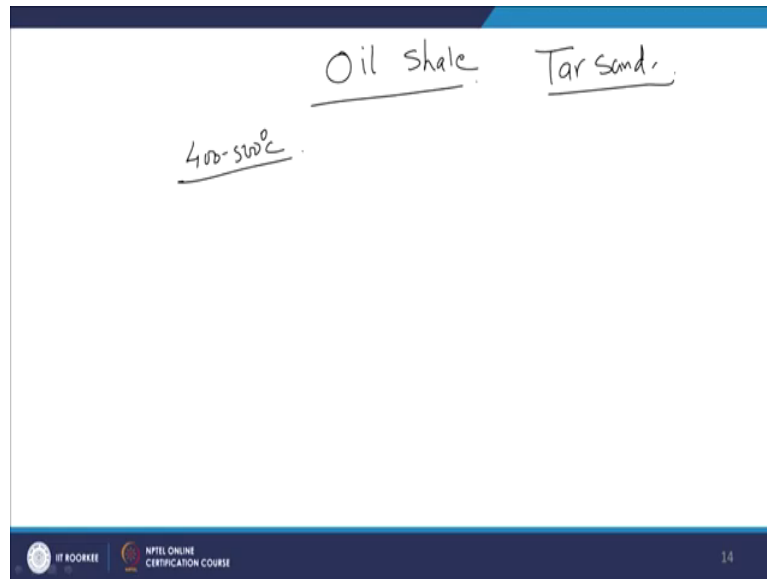 Oil Shale Tar Sand.
400-500°C
IIT ROORKEE
NPTEL ONLINE
CERTIFICATION COURSE
14